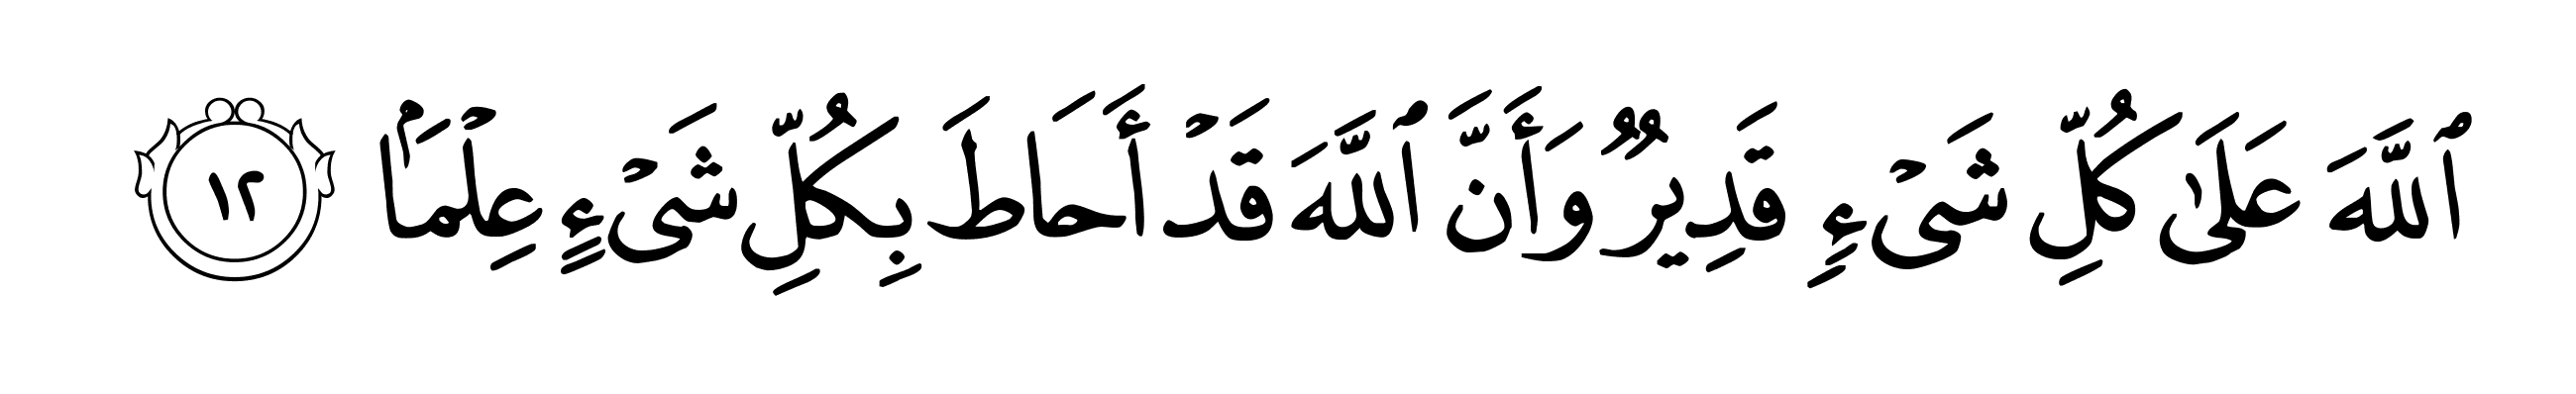 ٱللَّهَ عَلَىٰ كُلِّ شَىْءٍ قَدِيرٌ وَأَنَّ ٱللَّهَ قَدْ أَحَاطَ بِكُلِّ شَىْءٍ عِلْمَۢا ١٢